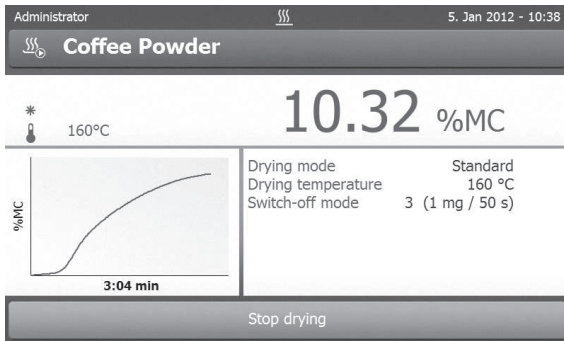 Administrator 5. Jan 2012 - 10:38
Coffee Powder
10.32 %MC
160°C
%MC
3:04 min
Drying mode Standard
Drying temperature 160 °C
Switch-off mode 3 (1 mg / 50 s)
Stop drying